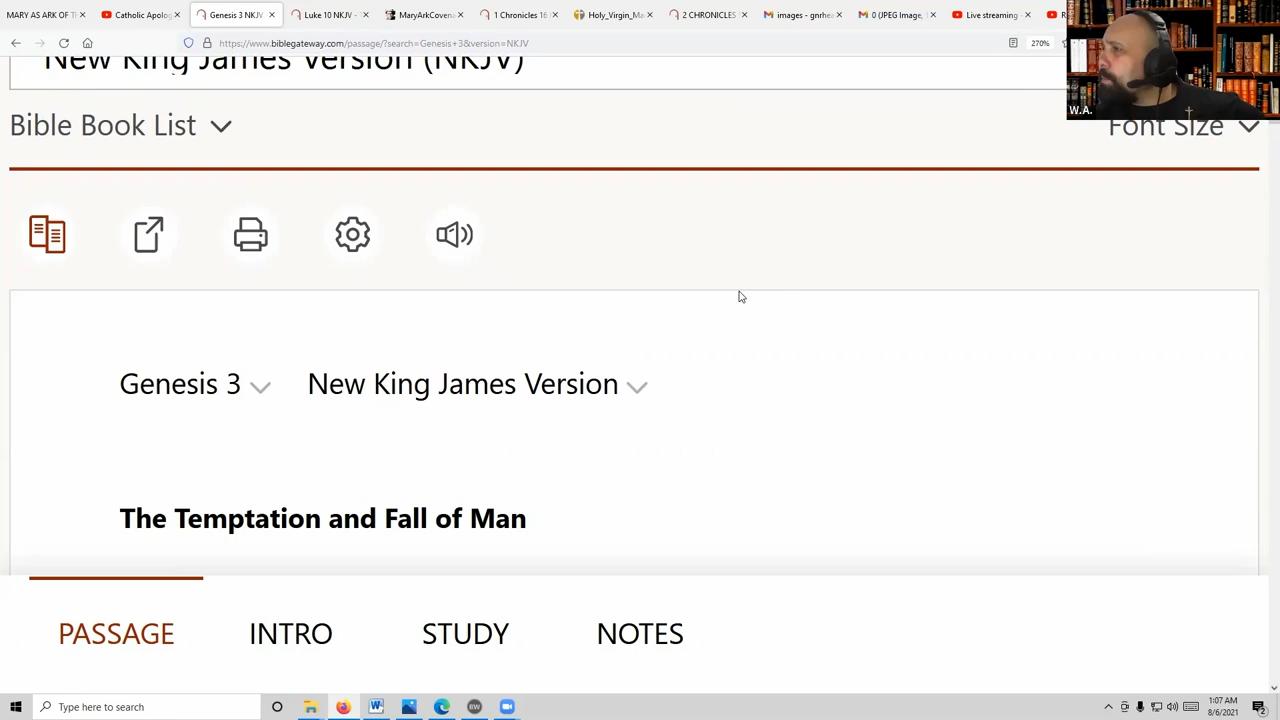 MARY AS ARK OF T
Catholic Apolog
Genesis 3 NKJV
Luke 10 NKJV
MaryArkCove
1 Chronicles 16
Holy_Virgin_Ma
2 CHRONICLES
images - gnrhe
0 (JPEG Image,
Live streaming -
https://www.biblegateway.com/pass
search=Genesis+3&version=NKJV
270%
New King James Version (NKJV)
Bible Book List
Font Size
W.A.
Genesis 3
New King James Version
The Temptation and Fall of Man
PASSAGE
INTRO
STUDY
NOTES
Type here to search
1:07 AM
8/6/2021